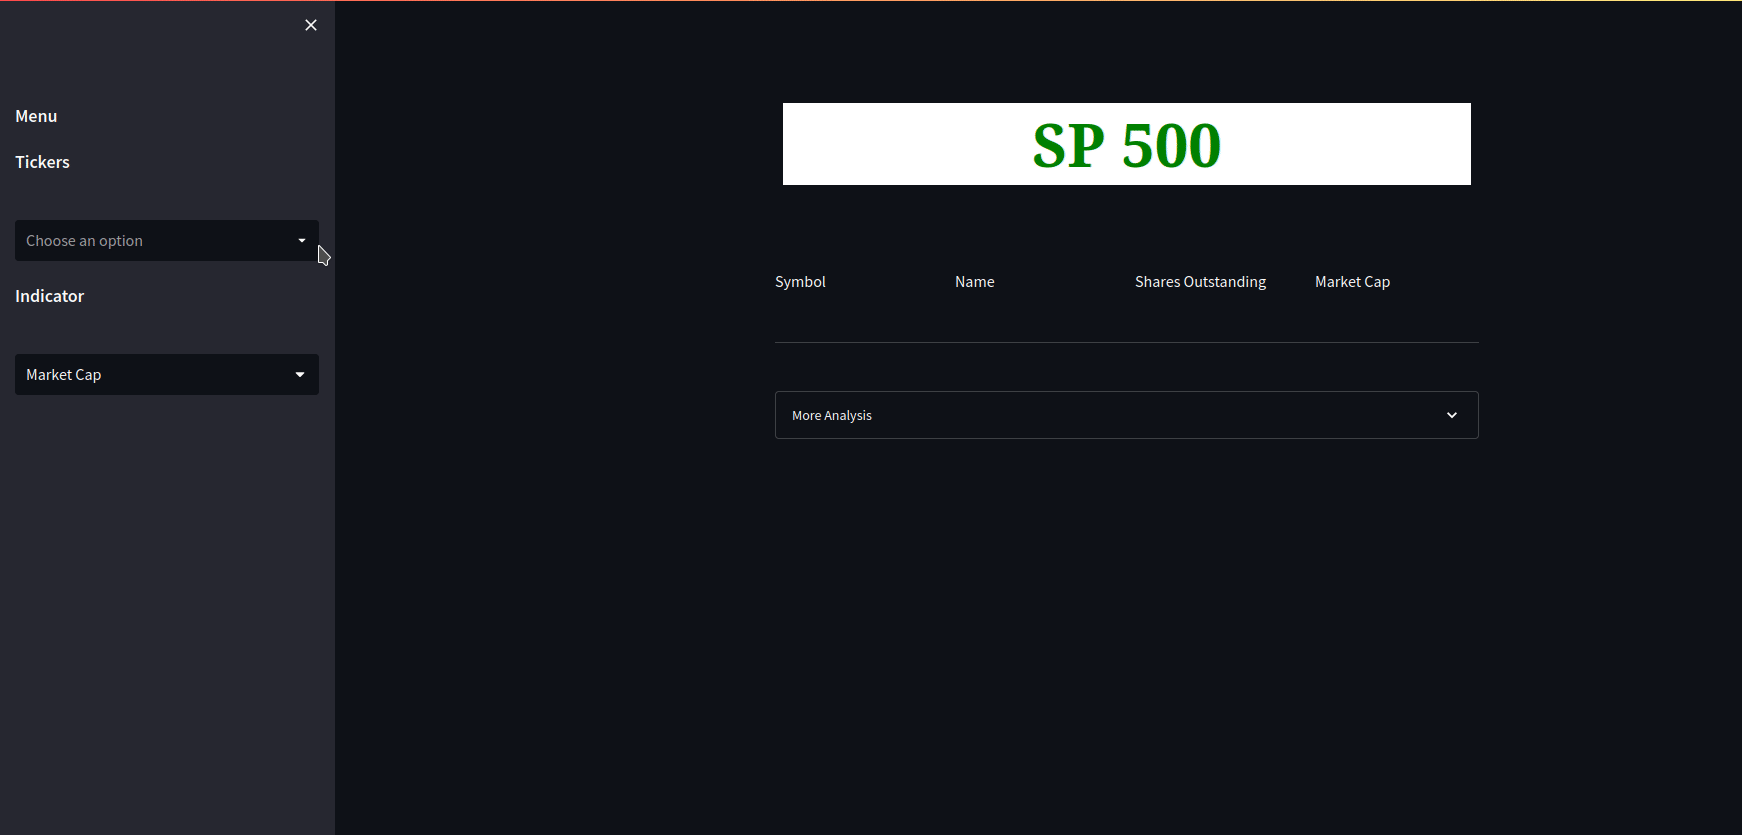 Menu
Tickers
Choose an option
Indicator
Market Cap
SP 500
Symbol Name Shares Outstanding Market Cap
More Analysis